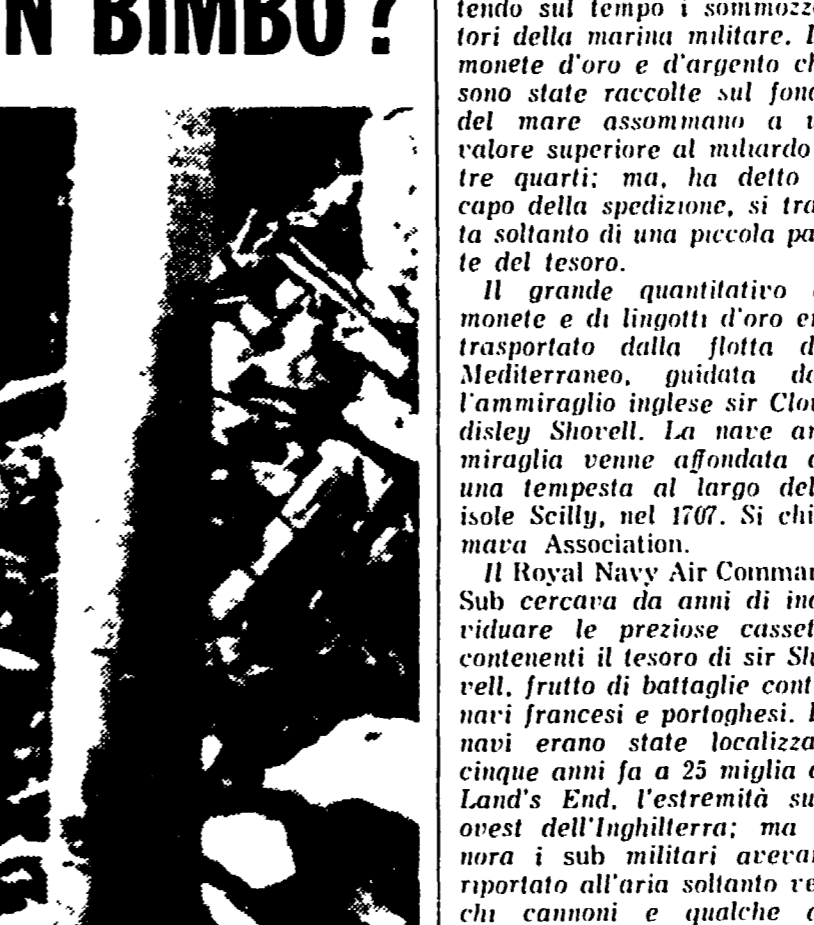 N BIMBO?
tendo sul tempo i sommozza
tori della marina militare. L
monete d'oro e d'argento ch
sono state raccolte sul fond
del mare assommano a u
valore superiore al miliardo
tre quarti; ma, ha detto
capo della spedizione, si tra
ta soltanto di una piccola pa
te del tesoro.
Il grande quantitativo
monete e di lingotti d'oro er
trasportato dalla flotta d
Mediterraneo, guidata da
l'ammiraglio inglese sir Clou
disley Shovell. La nave am
miraglia venne affondata d
una tempesta al largo del
isole Scilly, nel 1707. Si chi
mava Association.
Il Royal Navy Air Comman
Sub cercava da anni di ind
viduare le preziose casset
contenenti il tesoro di sir Sh
vell, frutto di battaglie cont
navi francesi e portoghesi. L
navi erano state localizza
cinque anni fa a 25 miglia d
Land's End, l'estremità su
ovest dell'Inghilterra; ma
nora i sub militari avevan
riportato all'aria soltanto ve
chi cannoni e qualche